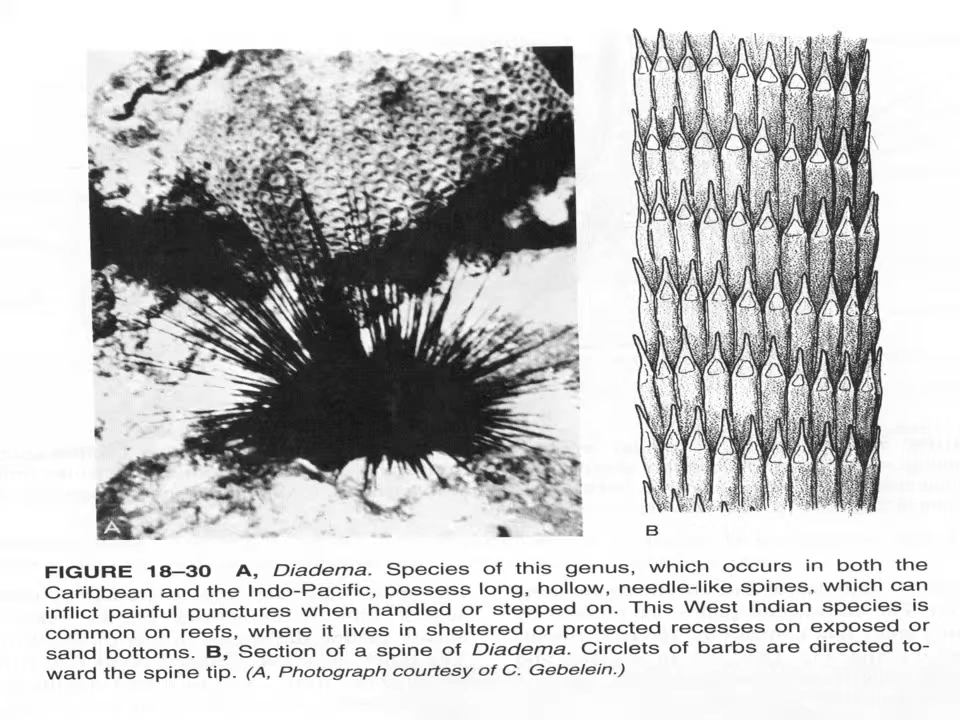 A
B
FIGURE 18–30 A, Diadema. Species of this genus, which occurs in both the
Caribbean and the Indo-Pacific, possess long, hollow, needle-like spines, which can
inflict painful punctures when handled or stepped on. This West Indian species is
common on reefs, where it lives in sheltered or protected recesses on exposed or
sand bottoms. B, Section of a spine of Diadema. Circlets of barbs are directed to-
ward the spine tip. (A, Photograph courtesy of C. Gebelein.)